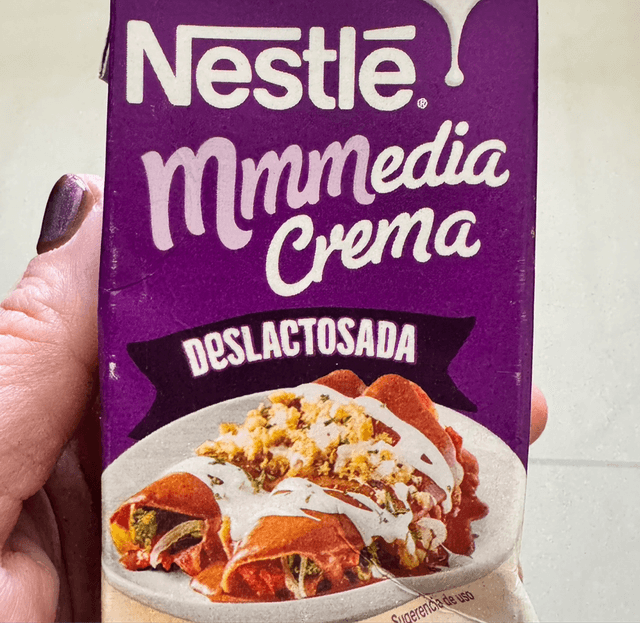 Nestlé®
Mmmedia
Crema
DeSLACTOSADA
Sugerencia de uso